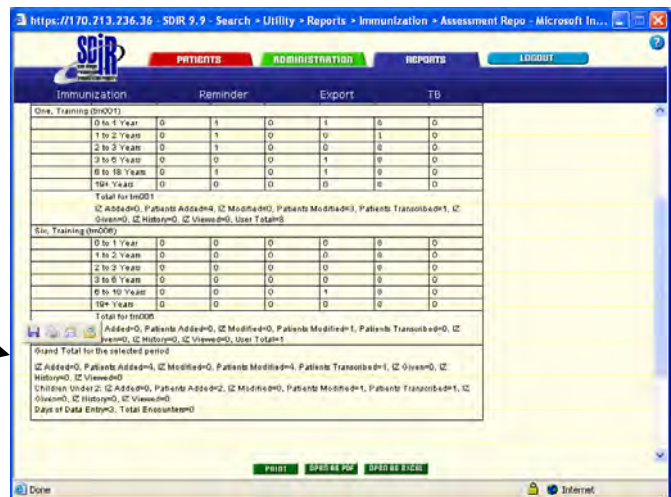 https://170.213.236.36 - SDIR 9.9 - Search > Utility > Reports > Immunization > Assessment Repo - Microsoft In...
SDIR
PATIENTS ADMINISTRATION REPORTS LOGOUT
Immunization Reminder Export TB
One, Training (tm001)
0 to 1 Year 0 1 0 1 0 0
1 to 2 Years 0 1 0 0 1 0
2 to 3 Years 0 1 0 0 0 0
3 to 6 Years 0 0 0 1 0 0
6 to 18 Years 0 1 0 1 0 0
19+ Years 0 0 0 0 0 0
Total for tm001
IZ Added=0, Patients Added=4, IZ Modified=0, Patients Modified=3, Patients Transcribed=1, IZ
Given=0, IZ History=0, IZ Viewed=0, User Total=8
Six, Training (tm006)
0 to 1 Year 0 0 0 0 0 0
1 to 2 Years 0 0 0 0 0 0
2 to 3 Years 0 0 0 0 0 0
3 to 6 Years 0 0 0 0 0 0
6 to 18 Years 0 0 0 1 0 0
19+ Years 0 0 0 0 0 0
Total for tm006
Added=0, Patients Added=0, IZ Modified=0, Patients Modified=1, Patients Transcribed=0, IZ
iven=0, IZ History=0, IZ Viewed=0, User Total=1
Grand Total for the selected period
IZ Added=0, Patients Added=4, IZ Modified=0, Patients Modified=4, Patients Transcribed=1, IZ Given=0, IZ
History=0, IZ Viewed=0
Children Under 2: IZ Added=0, Patients Added=2, IZ Modified=0, Patients Modified=1, Patients Transcribed=1, IZ
Given=0, IZ History=0, IZ Viewed=0
Days of Data Entry=3, Total Encounters=0
PRINT OPEN AS PDF OPEN AS EXCEL
Done Internet